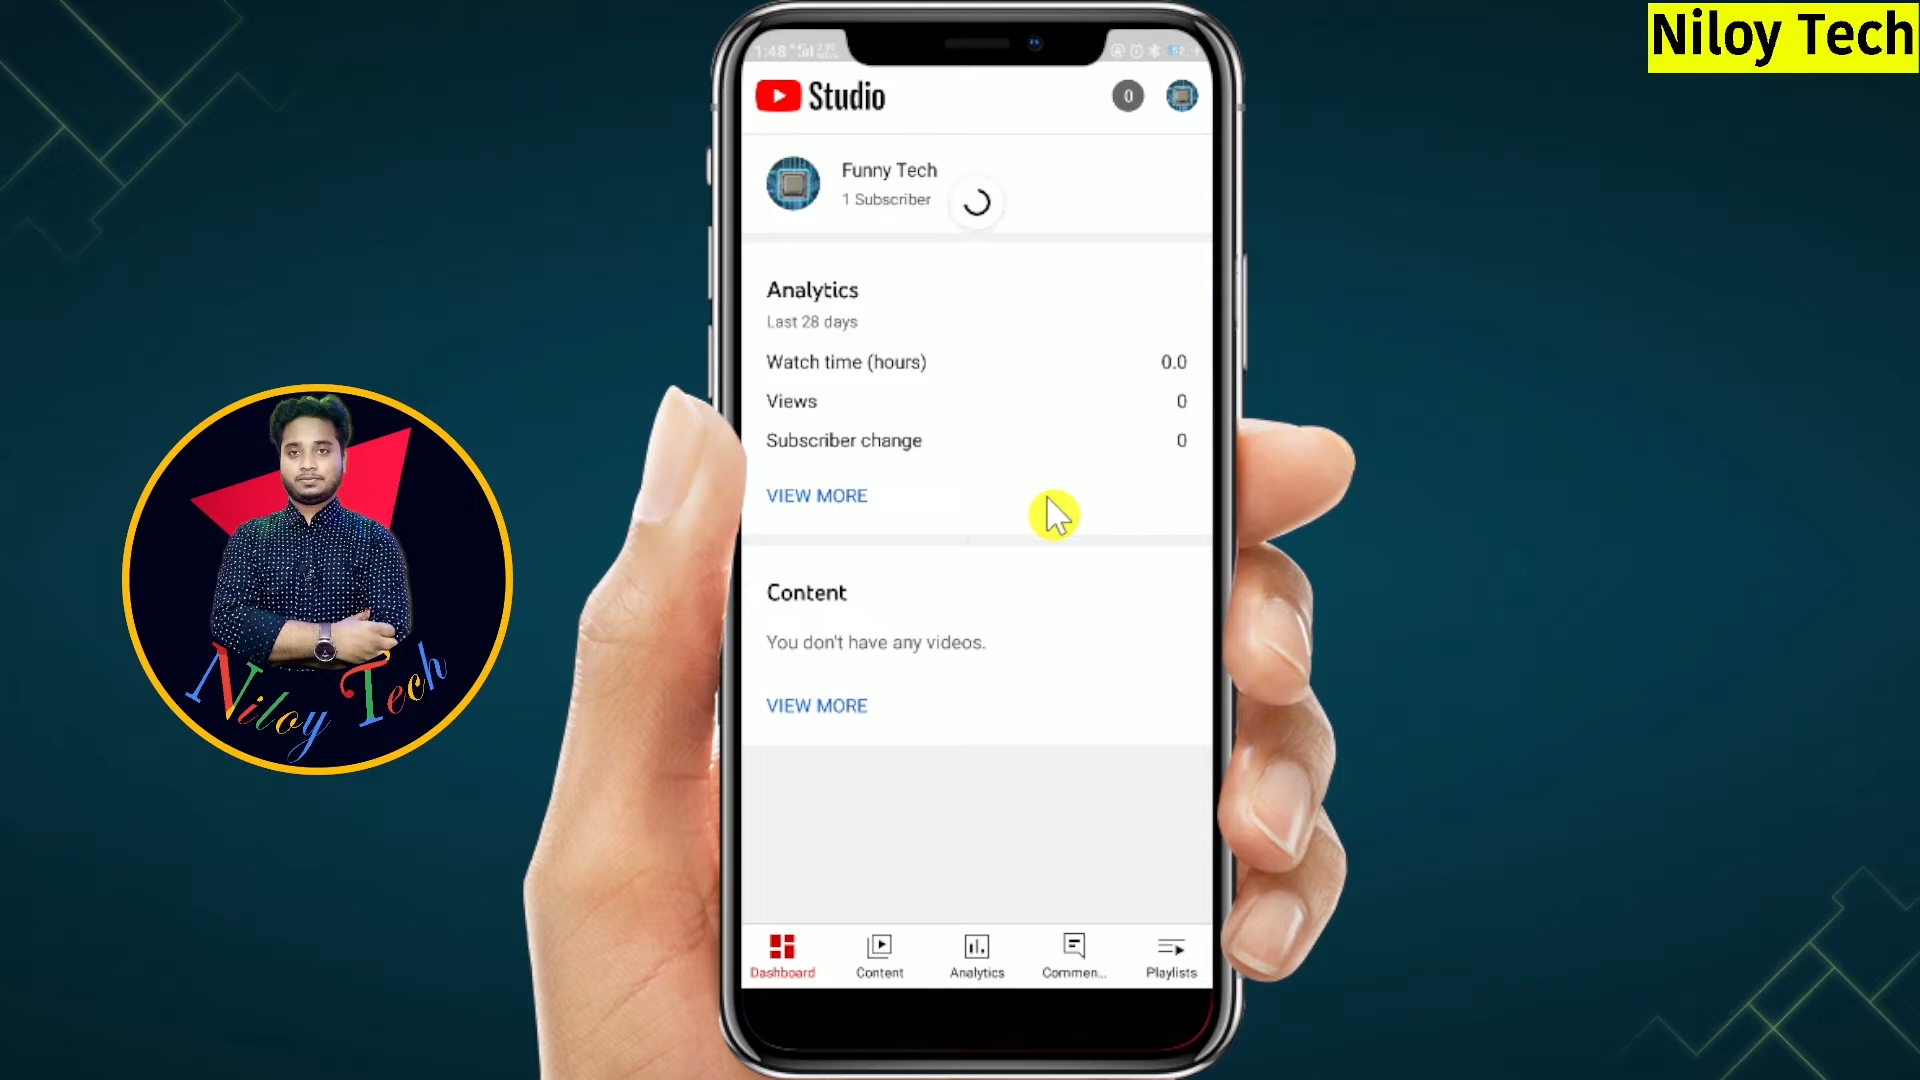 Niloy Tech
1:48
Studio
0
Funny Tech
1 Subscriber
Analytics
Last 28 days
Watch time (hours) 0.0
Views 0
Subscriber change 0
VIEW MORE
Content
You don't have any videos.
VIEW MORE
Dashboard
Content
Analytics
Commen...
Playlists
Niloy Tech